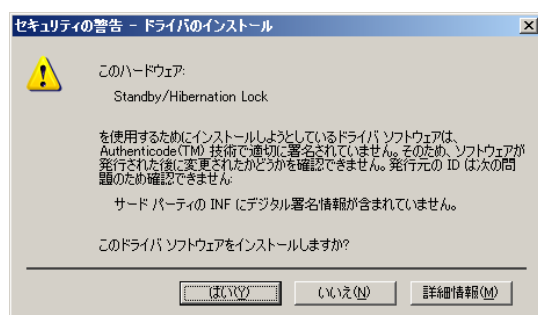 セキュリティの警告 - ドライバのインストール
このハードウェア:
Standby/Hibernation Lock
を使用するためにインストールしようとしているドライバ ソフトウェアは、
Authenticode(TM) 技術で適切に署名されていません。そのため、ソフトウェアが
発行された後に変更されたかどうかを確認できません。発行元の ID は次の問
題のため確認できません:
サード パーティの INF にデジタル署名情報が含まれていません。
このドライバ ソフトウェアをインストールしますか?
はい(Y) いいえ(N) 詳細情報(M)